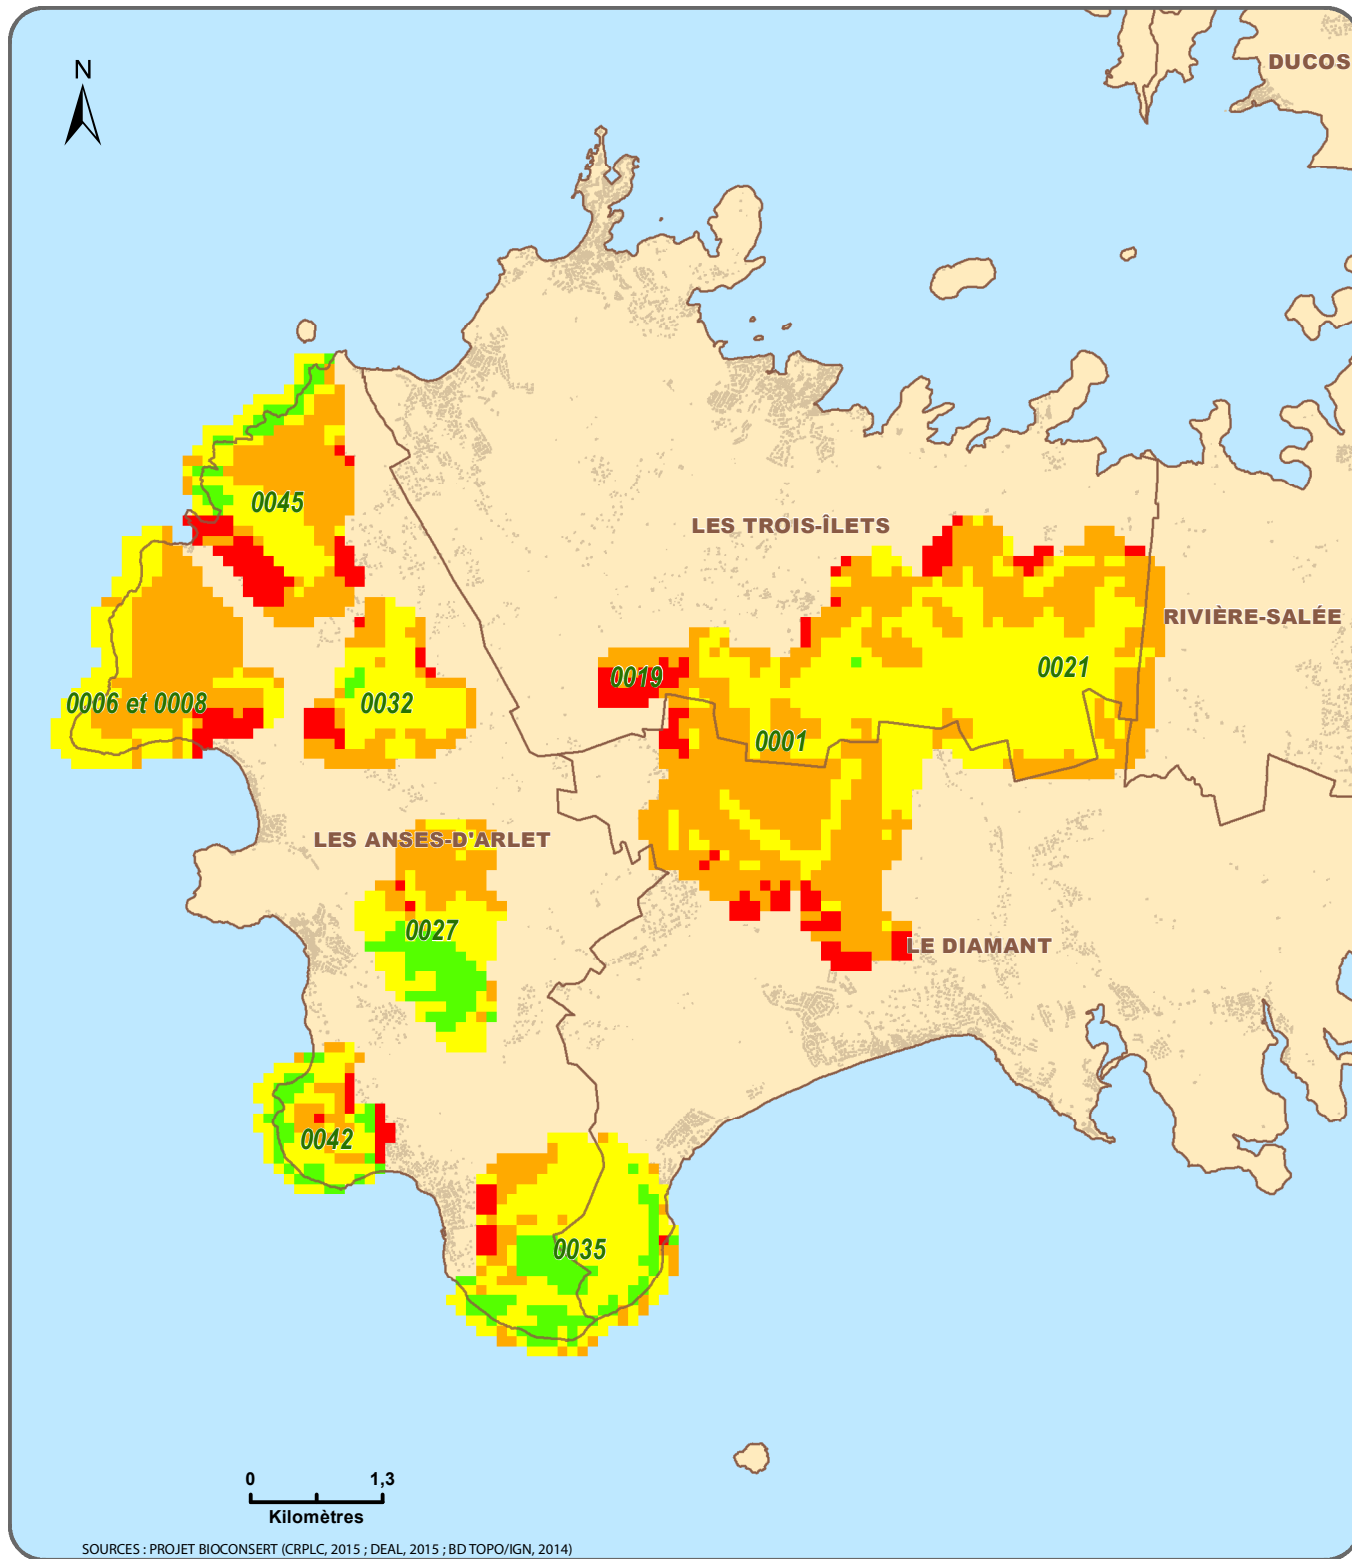 DUCOS
N
0045
LES TROIS-ÎLETS
RIVIÈRE-SALÉE
0021
0019
0006 et 0008
0032
0001
LES ANSES-D'ARLET
0027
LE DIAMANT
0042
0035
0 1,3
Kilomètres
SOURCES : PROJET BIOCONSERT (CRPLC, 2015 ; DEAL, 2015 ; BD TOPO/IGN, 2014)